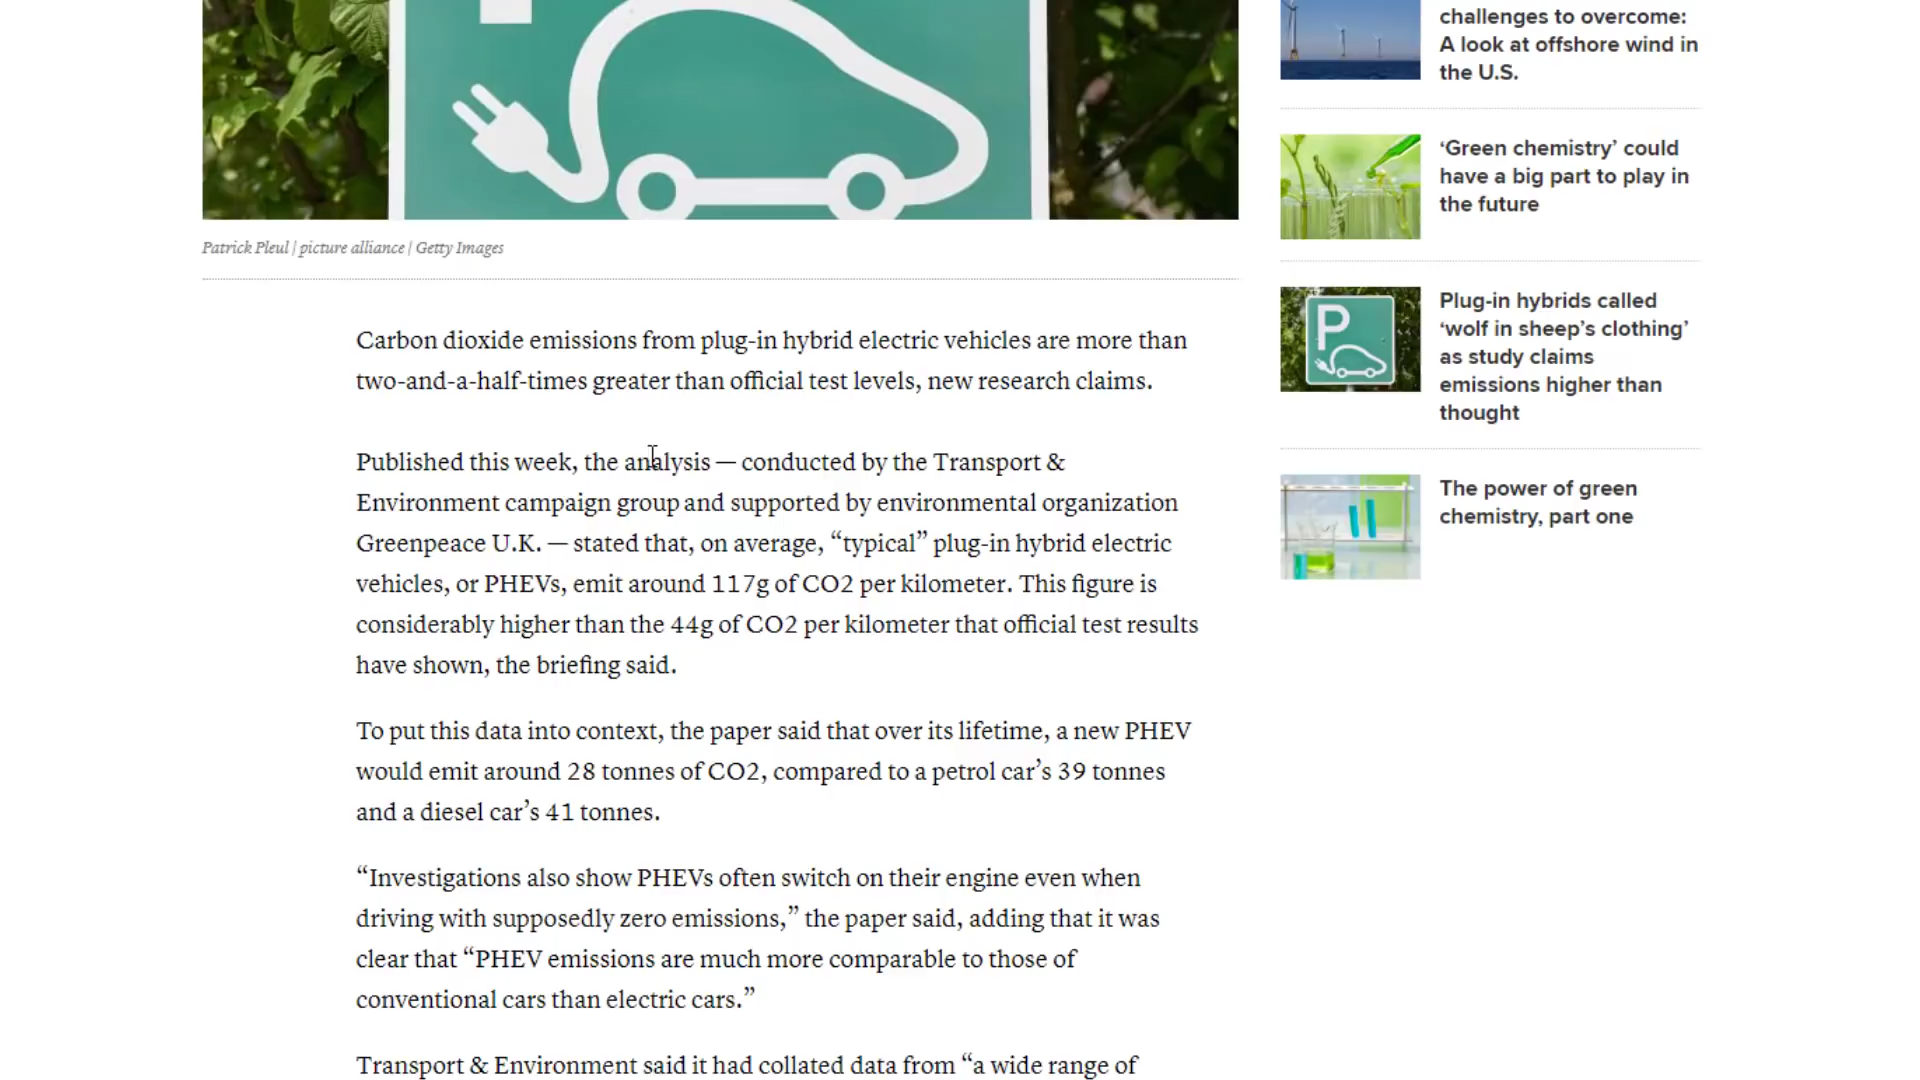 Patrick Pleul | picture alliance | Getty Images
Carbon dioxide emissions from plug-in hybrid electric vehicles are more than
two-and-a-half-times greater than official test levels, new research claims.
Published this week, the analysis — conducted by the Transport &
Environment campaign group and supported by environmental organization
Greenpeace U.K. — stated that, on average, “typical” plug-in hybrid electric
vehicles, or PHEVs, emit around 117g of CO2 per kilometer. This figure is
considerably higher than the 44g of CO2 per kilometer that official test results
have shown, the briefing said.
To put this data into context, the paper said that over its lifetime, a new PHEV
would emit around 28 tonnes of CO2, compared to a petrol car’s 39 tonnes
and a diesel car’s 41 tonnes.
“Investigations also show PHEVs often switch on their engine even when
driving with supposedly zero emissions,” the paper said, adding that it was
clear that “PHEV emissions are much more comparable to those of
conventional cars than electric cars.”
Transport & Environment said it had collated data from “a wide range of
challenges to overcome:
A look at offshore wind in
the U.S.
‘Green chemistry’ could
have a big part to play in
the future
P
Plug-in hybrids called
‘wolf in sheep’s clothing’
as study claims
emissions higher than
thought
The power of green
chemistry, part one